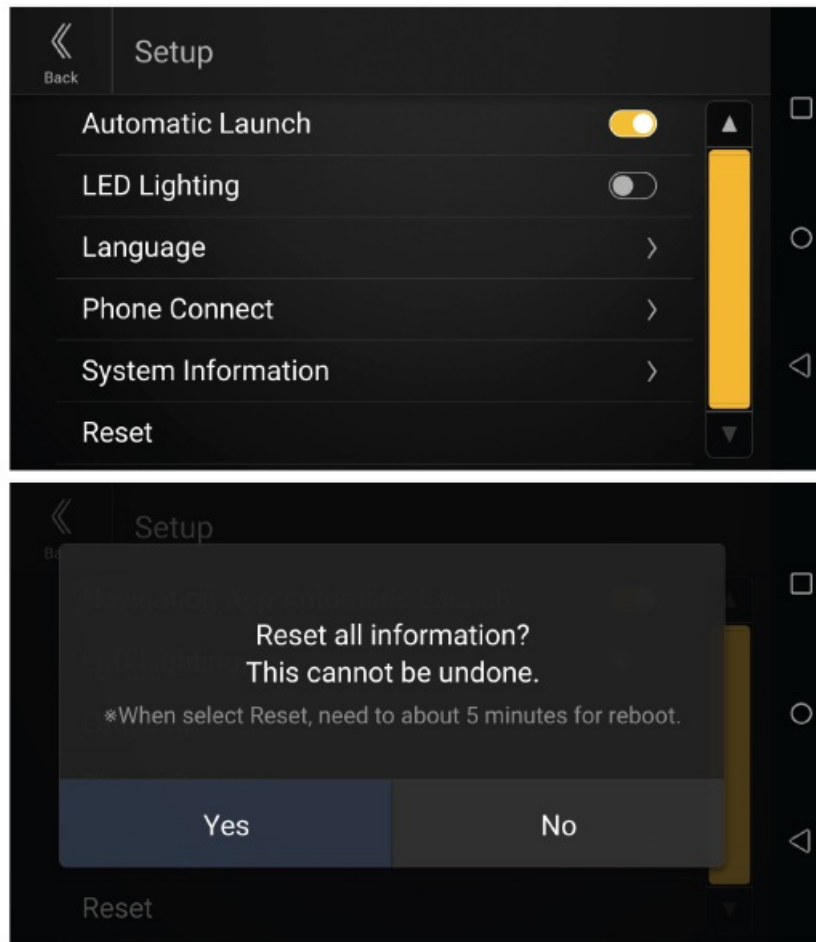 Back
Setup
Automatic Launch
LED Lighting
Language
Phone Connect
System Information
Reset
Setup
Reset all information?
This cannot be undone.
※When select Reset, need to about 5 minutes for reboot.
Yes
No
Reset